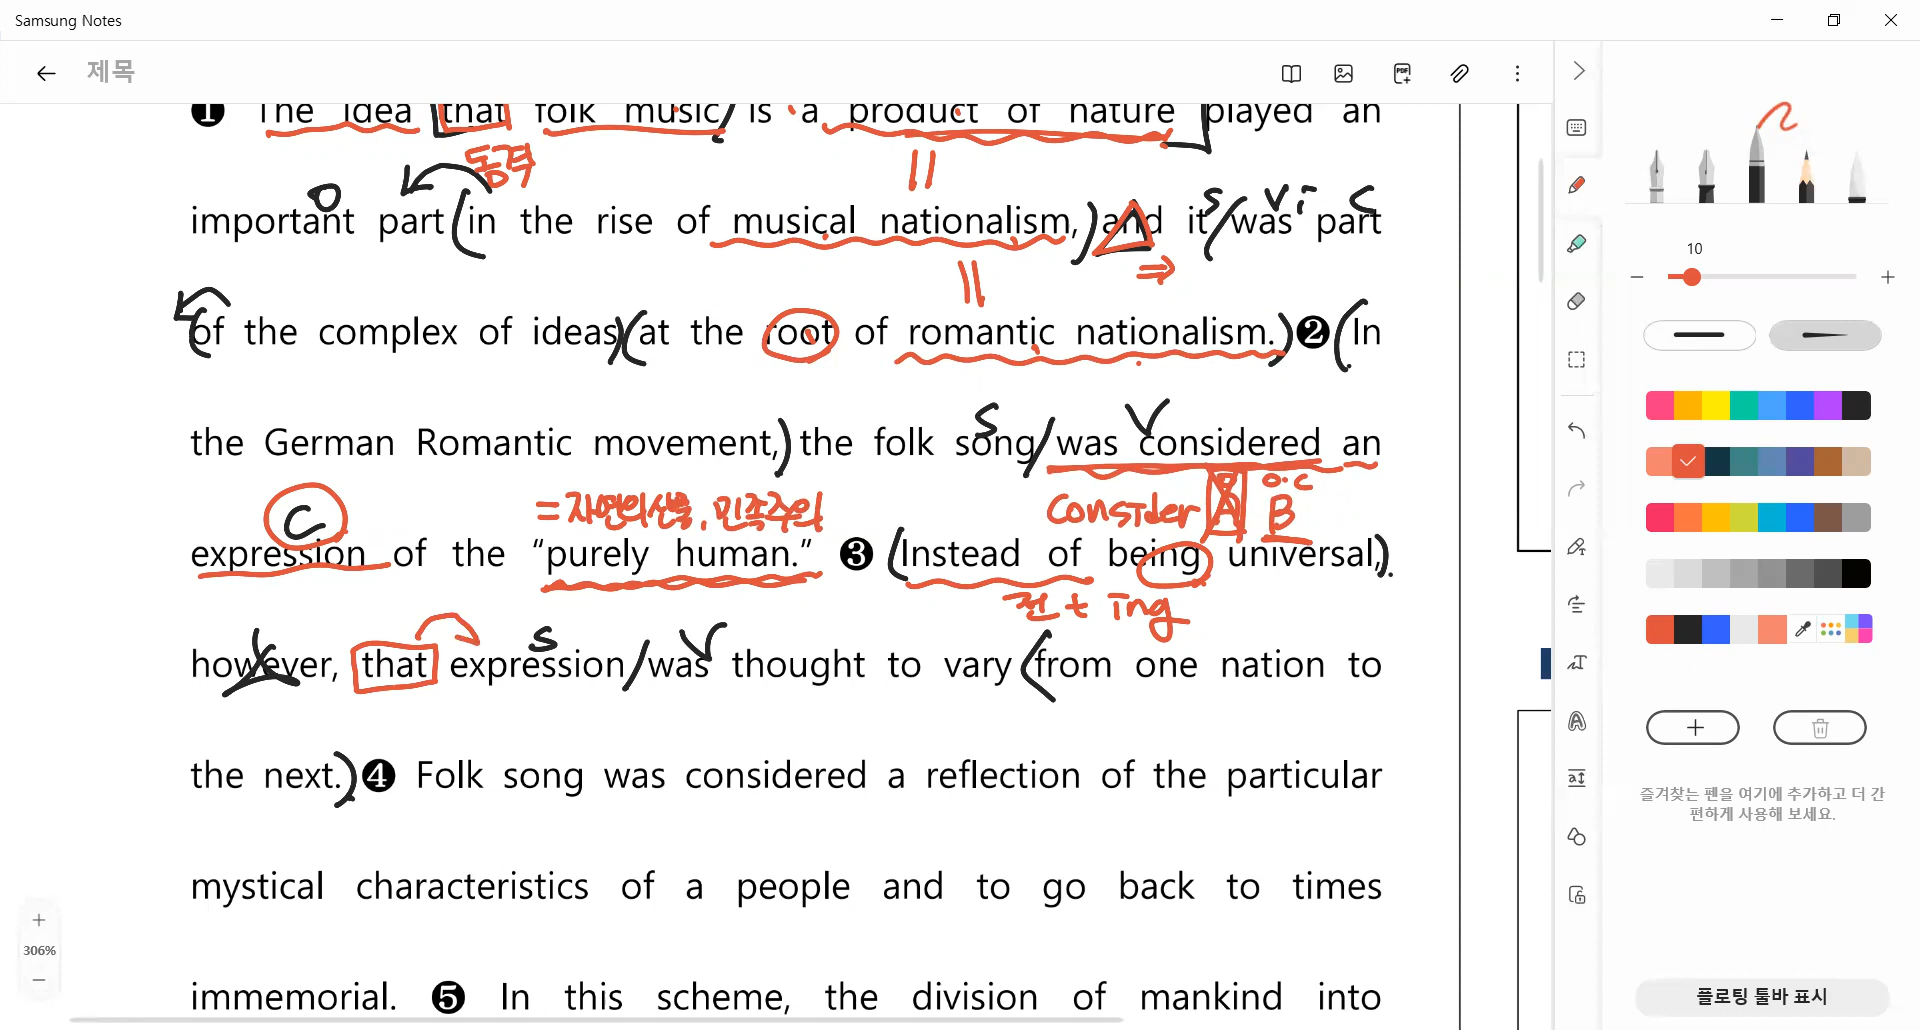 Samsung Notes
제목
❶ The idea that folk music is a product of nature played an
동격
important part in the rise of musical nationalism, and it was part
O S Vi C
of the complex of ideas at the root of romantic nationalism. ❷ In
S V
the German Romantic movement, the folk song was considered an
C = 자연의 산물, 민족주의 Consider A B O.C
expression of the “purely human.” ❸ Instead of being universal,
전 + ing
S V
however, that expression was thought to vary from one nation to
the next. ❹ Folk song was considered a reflection of the particular
mystical characteristics of a people and to go back to times
immemorial. ❺ In this scheme, the division of mankind into
306%
10
즐겨찾는 펜을 여기에 추가하고 더 간
편하게 사용해 보세요.
플로팅 툴바 표시